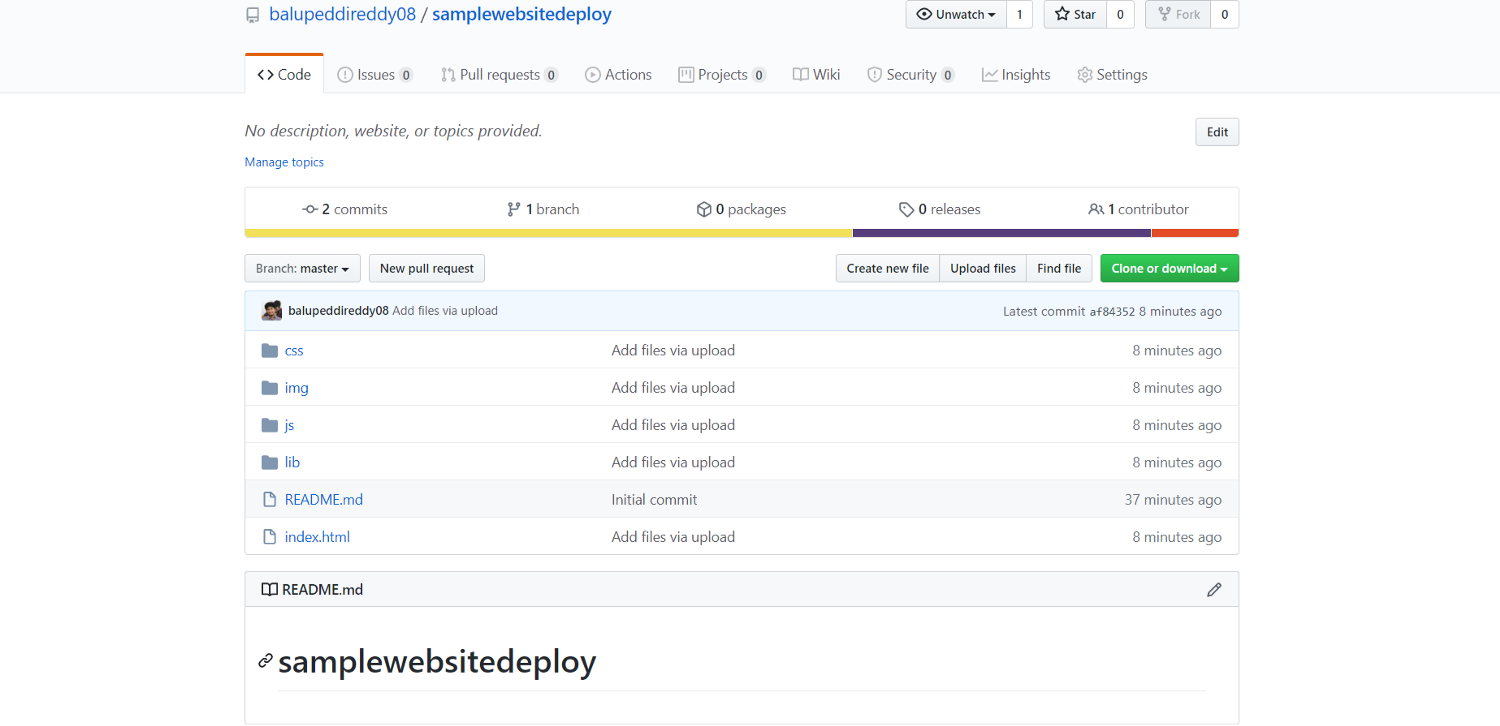 balupeddireddy08 / samplewebsitedeploy
Unwatch 1 Star 0 Fork 0
Code Issues 0 Pull requests 0 Actions Projects 0 Wiki Security 0 Insights Settings
No description, website, or topics provided.
Edit
Manage topics
2 commits 1 branch 0 packages 0 releases 1 contributor
Branch: master New pull request Create new file Upload files Find file Clone or download
balupeddireddy08 Add files via upload Latest commit af84352 8 minutes ago
css Add files via upload 8 minutes ago
img Add files via upload 8 minutes ago
js Add files via upload 8 minutes ago
lib Add files via upload 8 minutes ago
README.md Initial commit 37 minutes ago
index.html Add files via upload 8 minutes ago
README.md
samplewebsitedeploy